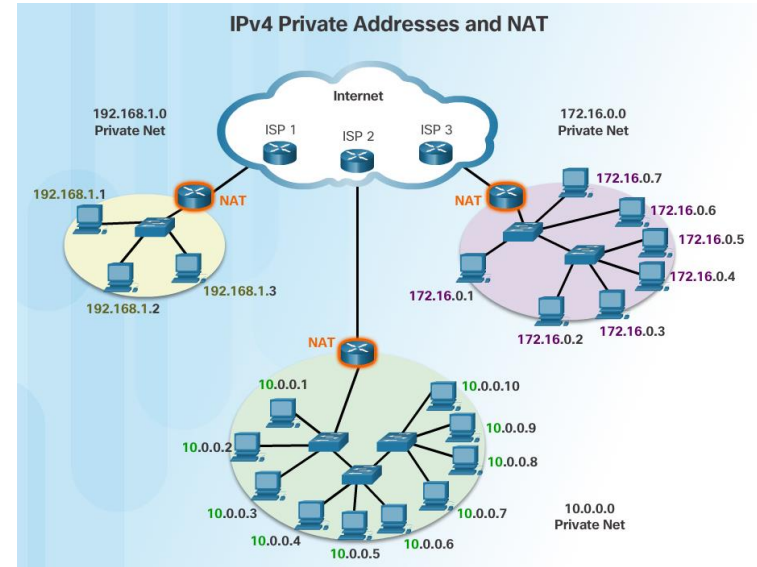 IPv4 Private Addresses and NAT
Internet
192.168.1.0
Private Net
172.16.0.0
Private Net
ISP 1
ISP 2
ISP 3
192.168.1.1
NAT
192.168.1.2
192.168.1.3
NAT
172.16.0.7
172.16.0.6
172.16.0.5
172.16.0.4
172.16.0.1
172.16.0.2
172.16.0.3
NAT
10.0.0.1
10.0.0.2
10.0.0.3
10.0.0.4
10.0.0.5
10.0.0.6
10.0.0.7
10.0.0.8
10.0.0.9
10.0.0.10
10.0.0.0
Private Net